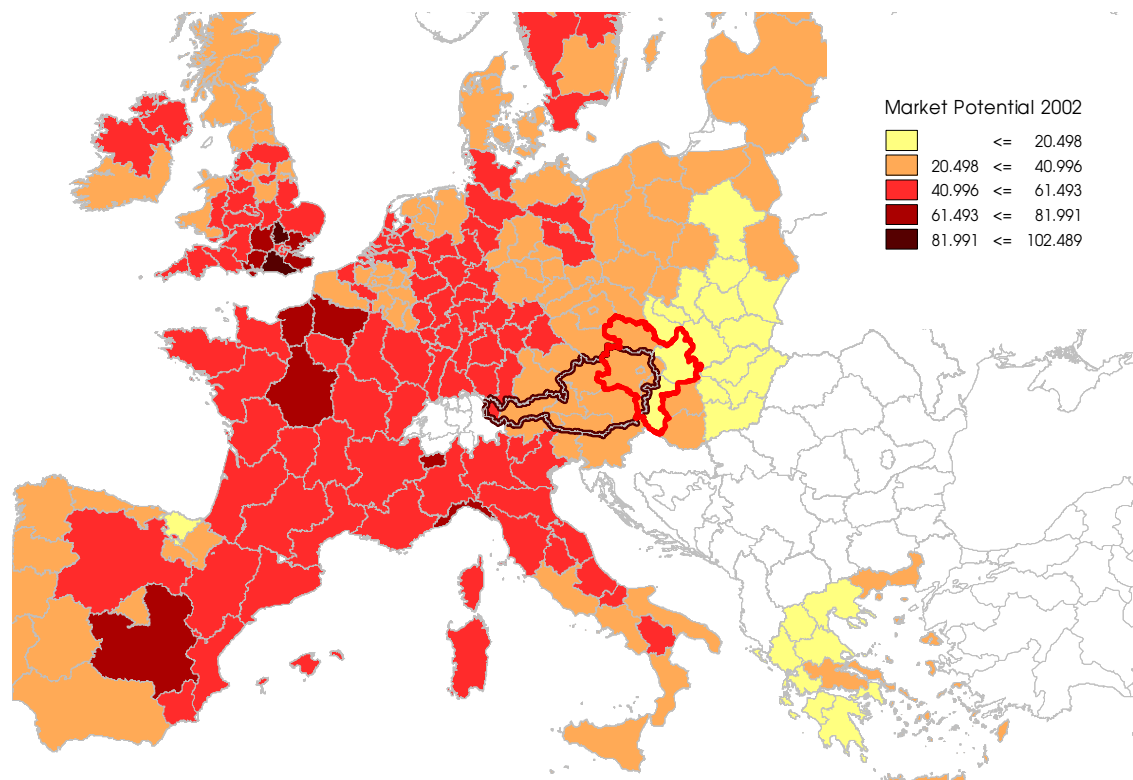 Market Potential 2002
<= 20.498
20.498 <= 40.996
40.996 <= 61.493
61.493 <= 81.991
81.991 <= 102.489